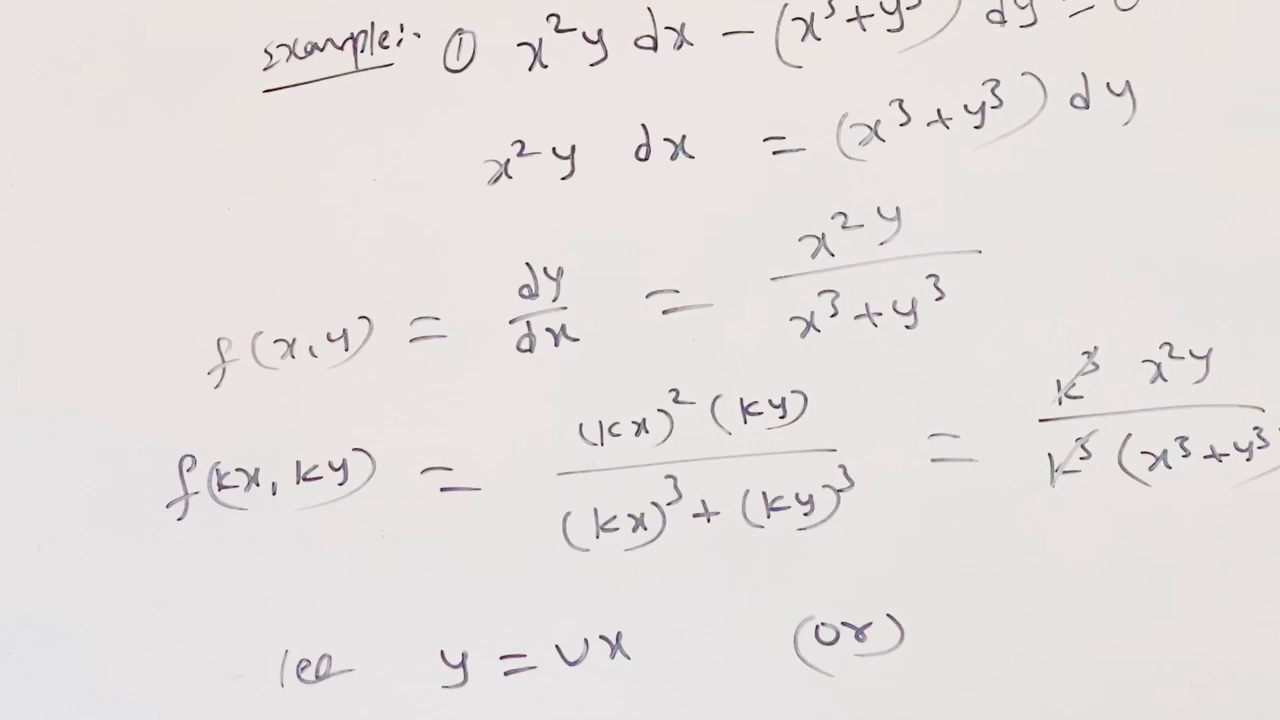 Example:- ① x²y dx - (x³+y³) dy = 0
x²y dx = (x³+y³) dy
f(x,y) = dy/dx = x²y / x³+y³
f(kx, ky) = (kx)²(ky) / (kx)³+(ky)³ = k³ x²y / k³ (x³+y³
let y = vx (or)